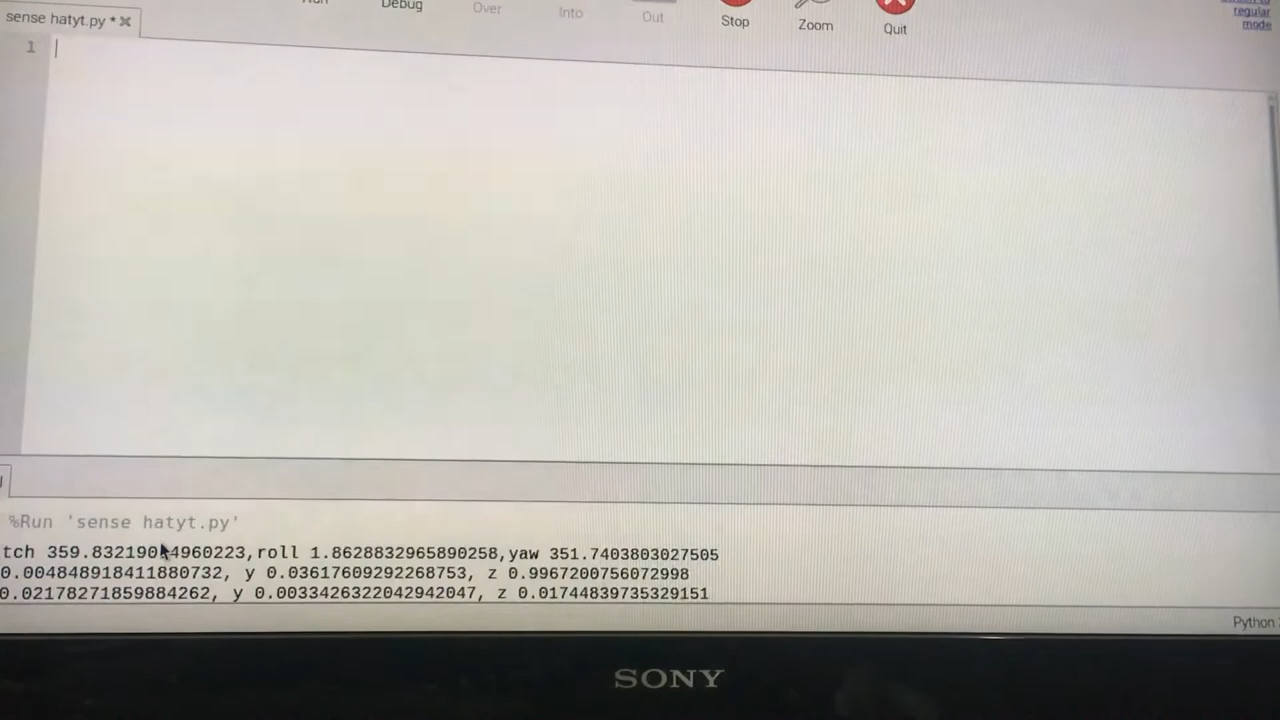 sense hatyt.py *
Debug
Over
Into
Out
Stop
Zoom
Quit
regular
mode
1
%Run 'sense hatyt.py'
tch 359.832190 4960223,roll 1.8628832965890258,yaw 351.7403803027505
0.004848918411880732, y 0.03617609292268753, z 0.9967200756072998
0.02178271859884262, y 0.0033426322042942047, z 0.01744839735329151
Python
SONY